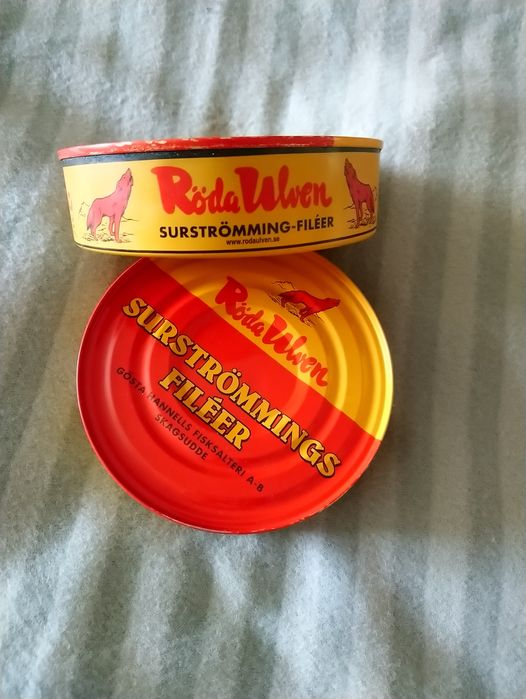 Röda Ulven
SURSTRÖMMING-FILÉER
www.rodaulven.se
Röda Ulven
SURSTRÖMMINGS
FILÉER
GÖSTA HANNELLS FISKSALTERI A-B
SKAGSUDDE